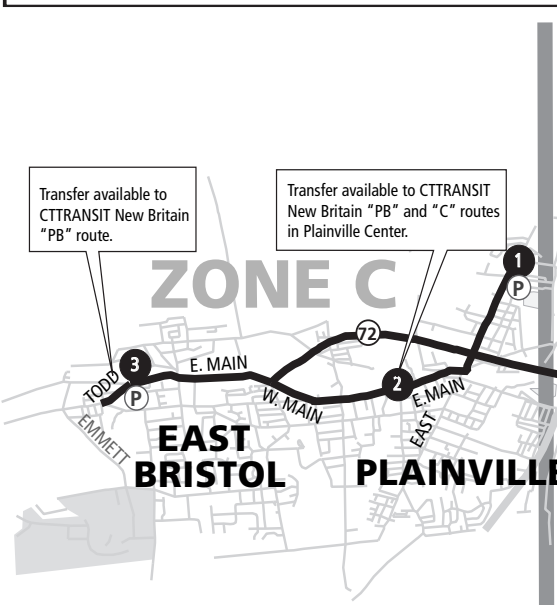 Transfer available to
CTTRANSIT New Britain
"PB" route.
Transfer available to CTTRANSIT
New Britain "PB" and "C" routes
in Plainville Center.
ZONE C
1
P
72
3
P
TODD
E. MAIN
W. MAIN
2
E.MAIN
EAST
EMMETT
EAST
BRISTOL
PLAINVILLE